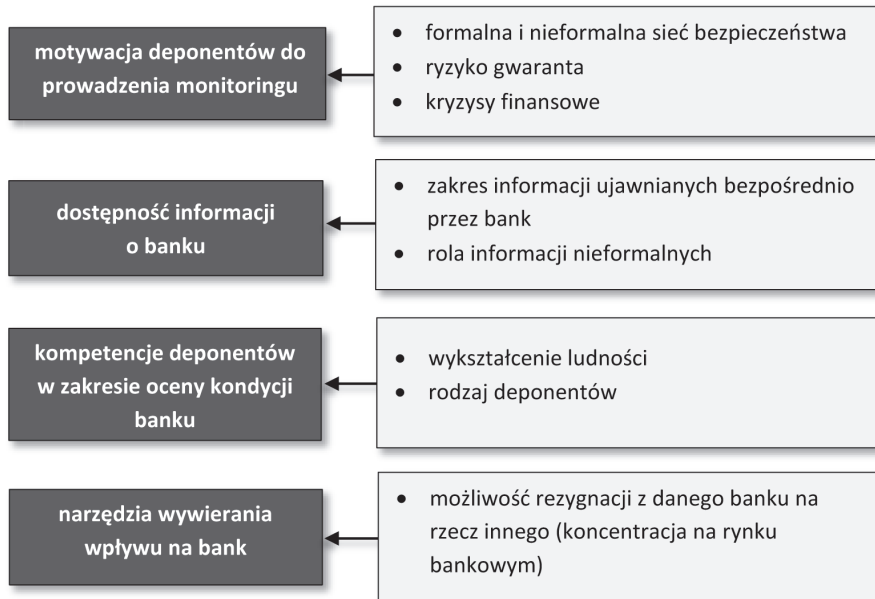 motywacja deponentów do
prowadzenia monitoringu
• formalna i nieformalna sieć bezpieczeństwa
• ryzyko gwaranta
• kryzysy finansowe
dostępność informacji
o banku
• zakres informacji ujawnianych bezpośrednio
przez bank
• rola informacji nieformalnych
kompetencje deponentów
w zakresie oceny kondycji
banku
• wykształcenie ludności
• rodzaj deponentów
narzędzia wywierania
wpływu na bank
• możliwość rezygnacji z danego banku na
rzecz innego (koncentracja na rynku
bankowym)